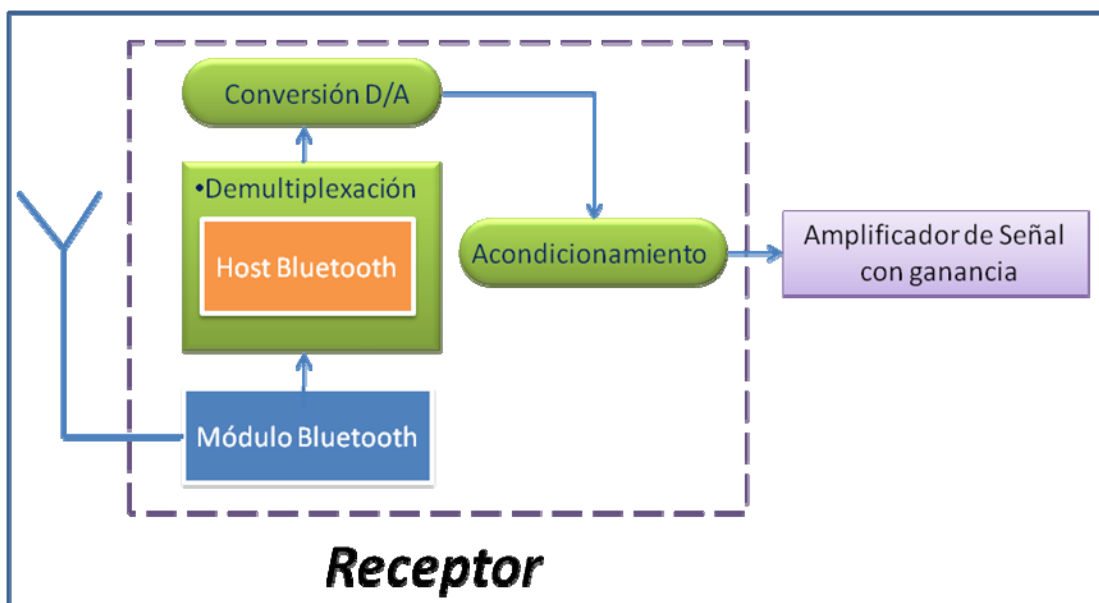 Conversión D/A
•Demultiplexación
Host Bluetooth
Módulo Bluetooth
Acondicionamiento
Amplificador de Señal
con ganancia
Receptor